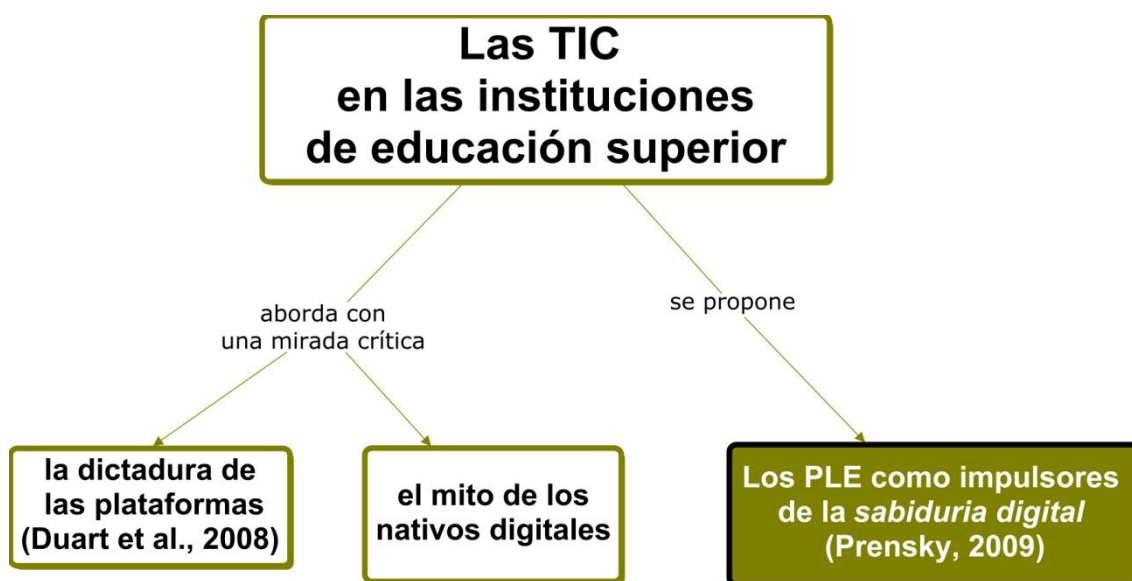 Las TIC
en las instituciones
de educación superior
aborda con
una mirada crítica
se propone
la dictadura de
las plataformas
(Duart et al., 2008)
el mito de los
nativos digitales
Los PLE como impulsores
de la sabiduria digital
(Prensky, 2009)